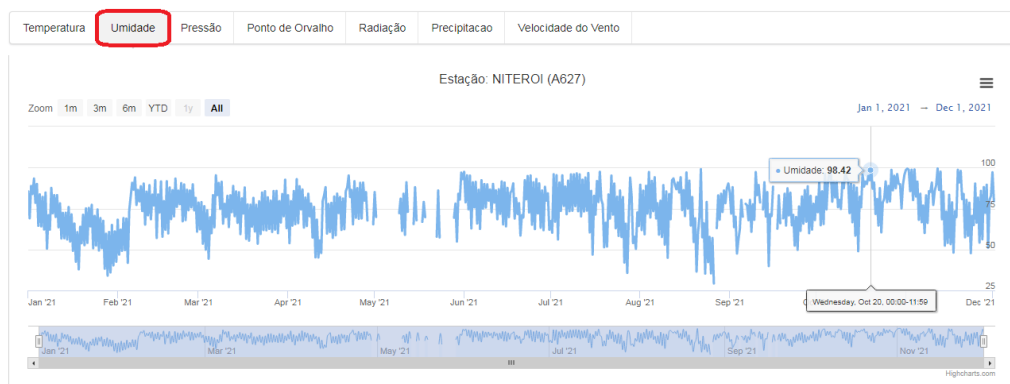 Temperatura Umidade Pressão Ponto de Orvalho Radiação Precipitacao Velocidade do Vento
Estação: NITEROI (A627)
Zoom 1m 3m 6m YTD 1y All Jan 1, 2021 → Dec 1, 2021
100
Umidade: 98.42
75
50
25
Jan '21 Feb '21 Mar '21 Apr '21 May '21 Jun '21 Jul '21 Aug '21 Sep '21 Dec '21
Wednesday, Oct 20, 00:00-11:59
Jan '21 Mar '21 May '21 Jul '21 Sep '21 Nov '21
Highcharts.com